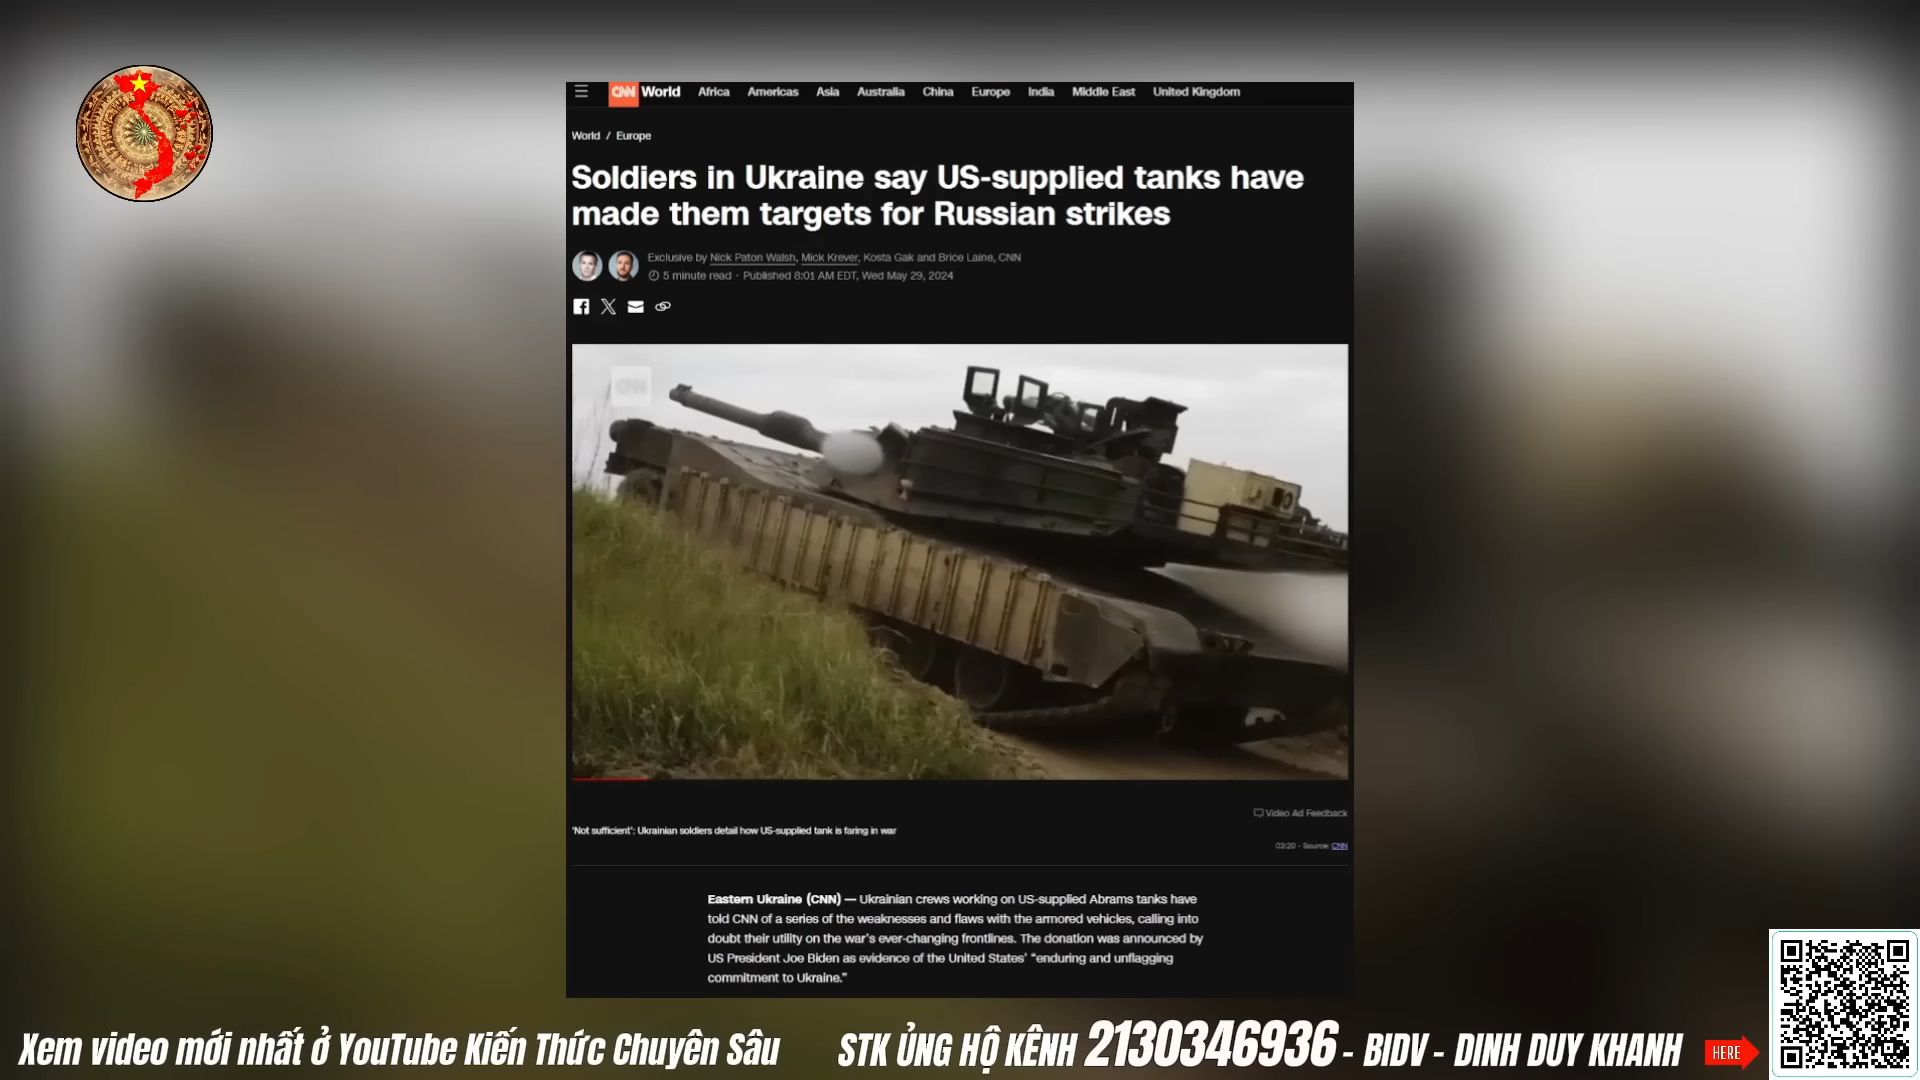 CNN World Africa Americas Asia Australia China Europe India Middle East United Kingdom
World / Europe
Soldiers in Ukraine say US-supplied tanks have
made them targets for Russian strikes
Exclusive by Nick Paton Walsh, Mick Krever, Kosta Gak and Brice Laine, CNN
5 minute read · Published 8:01 AM EDT, Wed May 29, 2024
CNN
Video Ad Feedback
'Not sufficient': Ukrainian soldiers detail how US-supplied tank is faring in war
03:20 - Source: CNN
Eastern Ukraine (CNN) — Ukrainian crews working on US-supplied Abrams tanks have
told CNN of a series of the weaknesses and flaws with the armored vehicles, calling into
doubt their utility on the war's ever-changing frontlines. The donation was announced by
US President Joe Biden as evidence of the United States' "enduring and unflagging
commitment to Ukraine."
Xem video mới nhất ở YouTube Kiến Thức Chuyên Sâu
STK ỦNG HỘ KÊNH 2130346936 - BIDV - DINH DUY KHANH
HERE